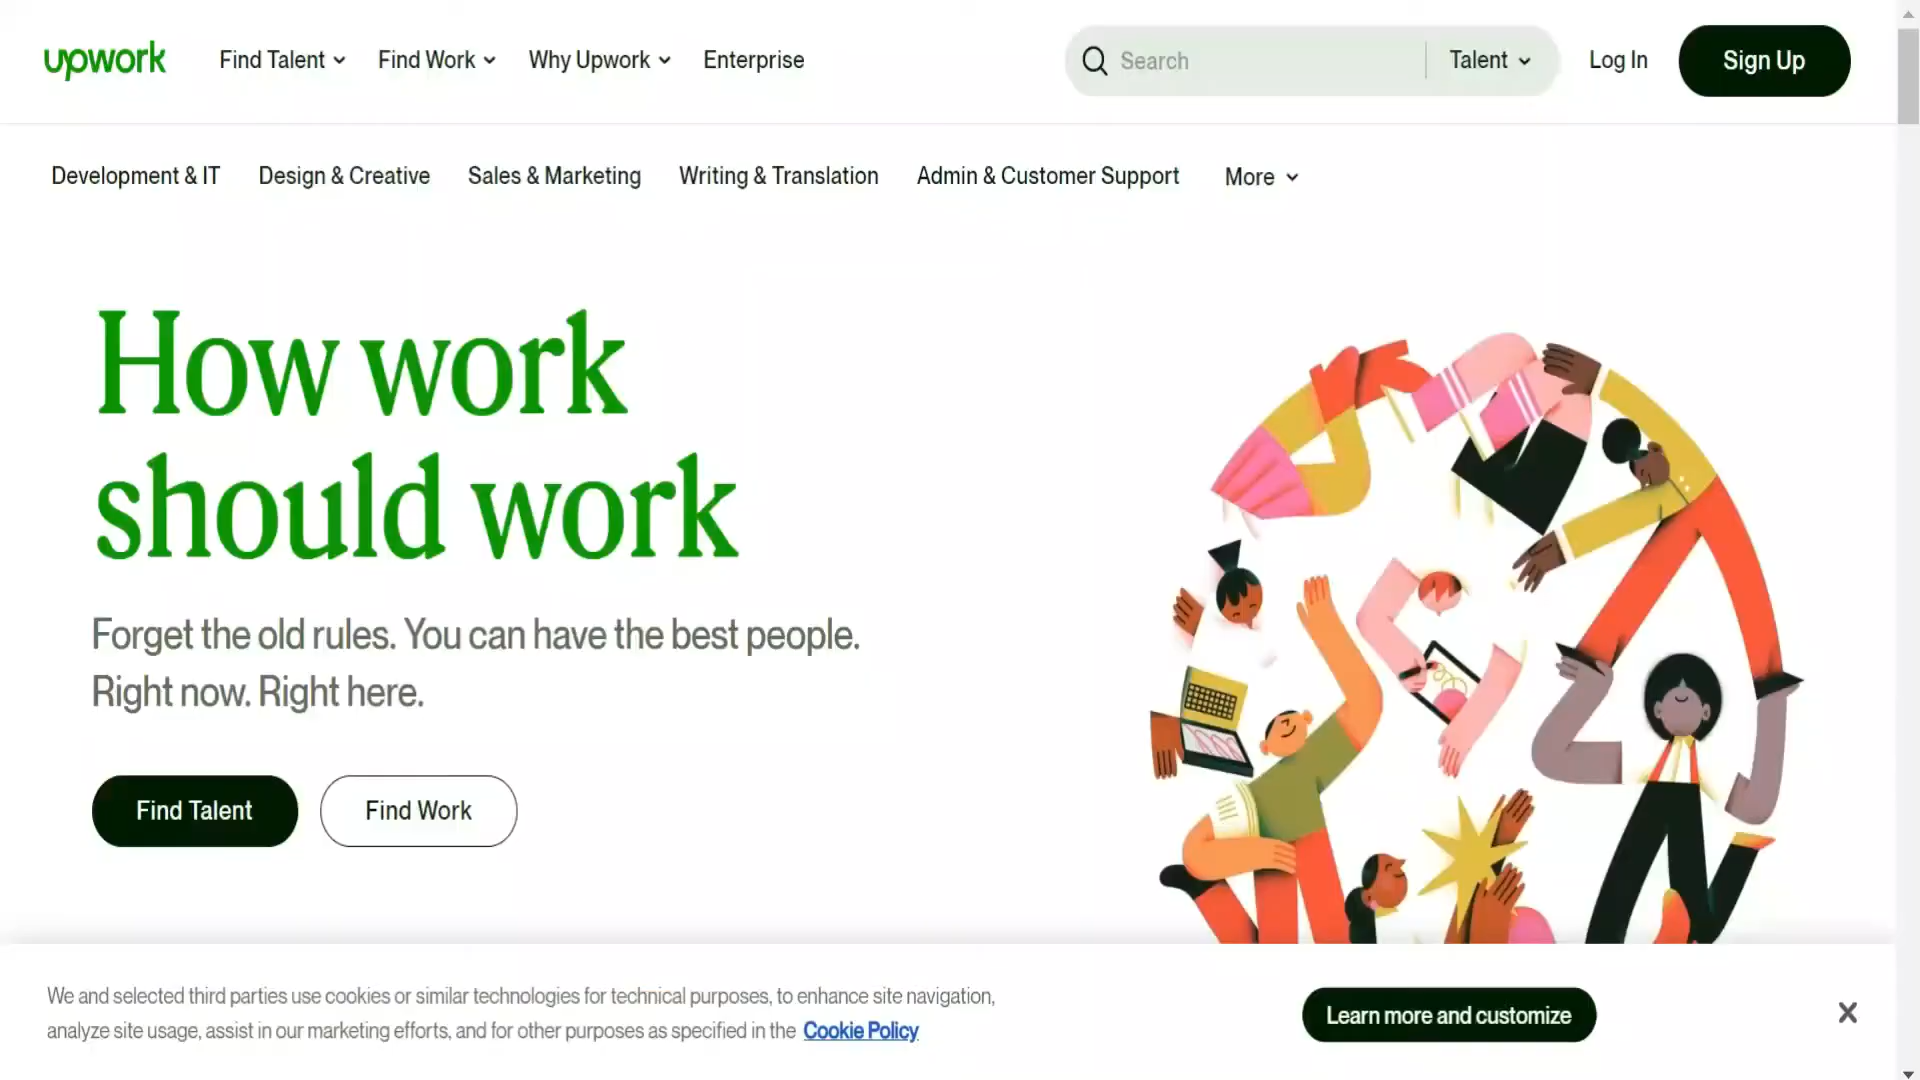 upwork
Find Talent
Find Work
Why Upwork
Enterprise
Search
Talent
Log In
Sign Up
Development & IT
Design & Creative
Sales & Marketing
Writing & Translation
Admin & Customer Support
More
How work
should work
Forget the old rules. You can have the best people.
Right now. Right here.
Find Talent
Find Work
We and selected third parties use cookies or similar technologies for technical purposes, to enhance site navigation,
analyze site usage, assist in our marketing efforts, and for other purposes as specified in the Cookie Policy
Learn more and customize